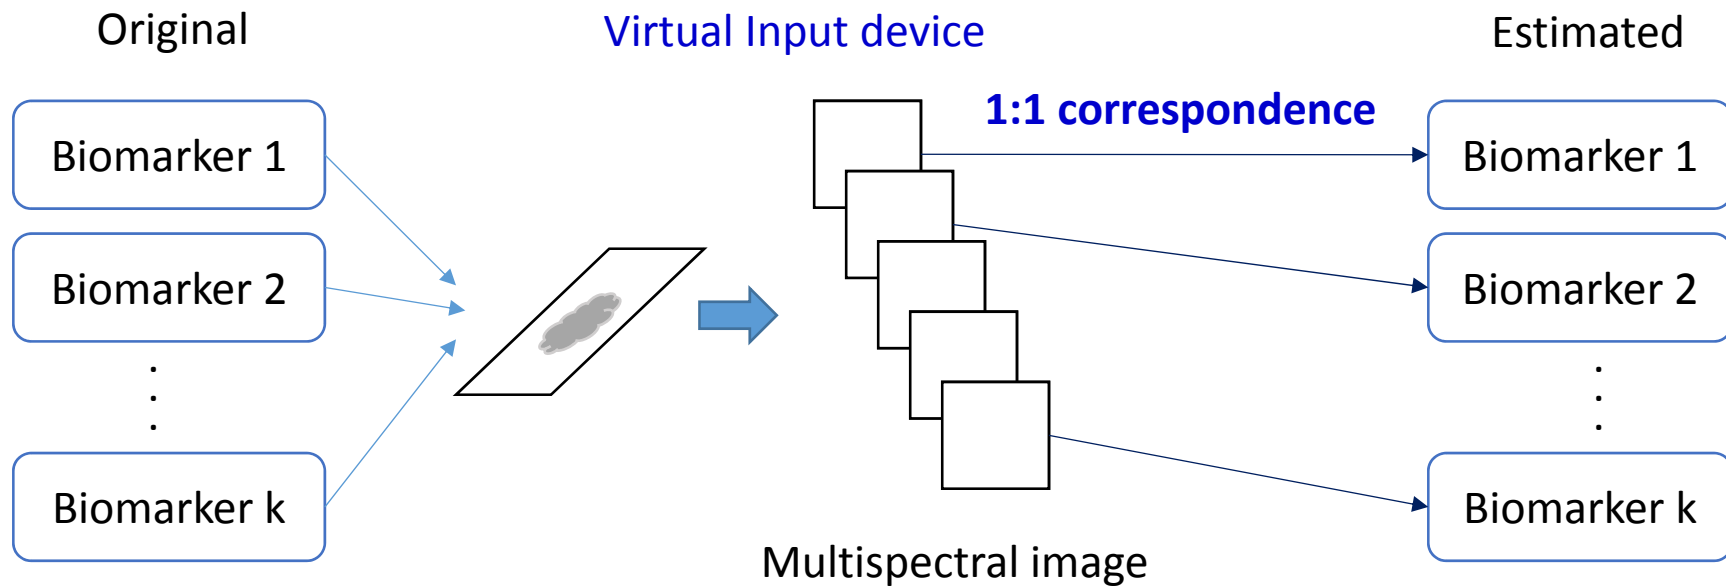 Original
Virtual Input device
Estimated
1:1 correspondence
Biomarker 1
Biomarker 1
Biomarker 2
Biomarker 2
.
.
.
.
.
.
Biomarker k
Biomarker k
Multispectral image